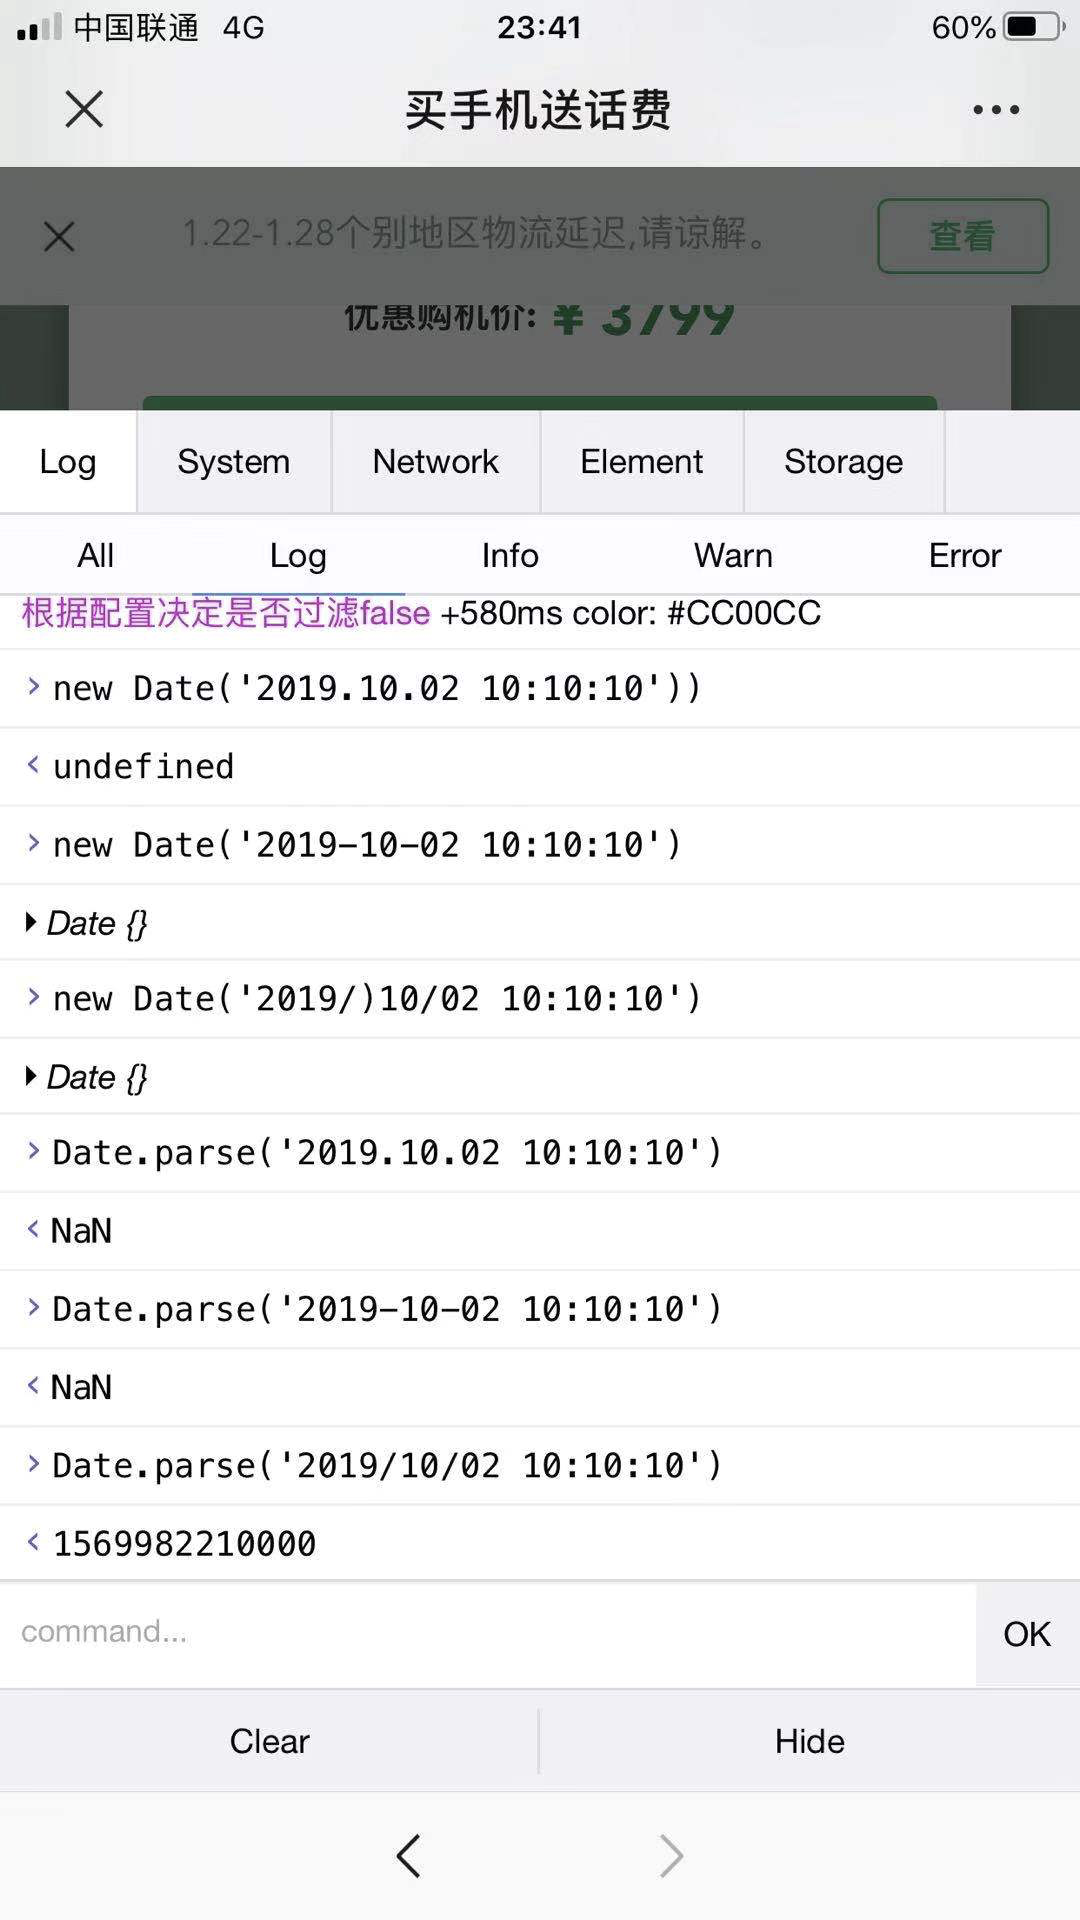 中国联通 4G 23:41 60%
买手机送话费
1.22-1.28个别地区物流延迟,请谅解。 查看
优惠购机价: ¥ 3799
Log System Network Element Storage
All Log Info Warn Error
根据配置决定是否过滤false +580ms color: #CC00CC
> new Date('2019.10.02 10:10:10'))
< undefined
> new Date('2019-10-02 10:10:10')
Date {}
> new Date('2019/)10/02 10:10:10')
Date {}
> Date.parse('2019.10.02 10:10:10')
< NaN
> Date.parse('2019-10-02 10:10:10')
< NaN
> Date.parse('2019/10/02 10:10:10')
< 1569982210000
command... OK
Clear Hide